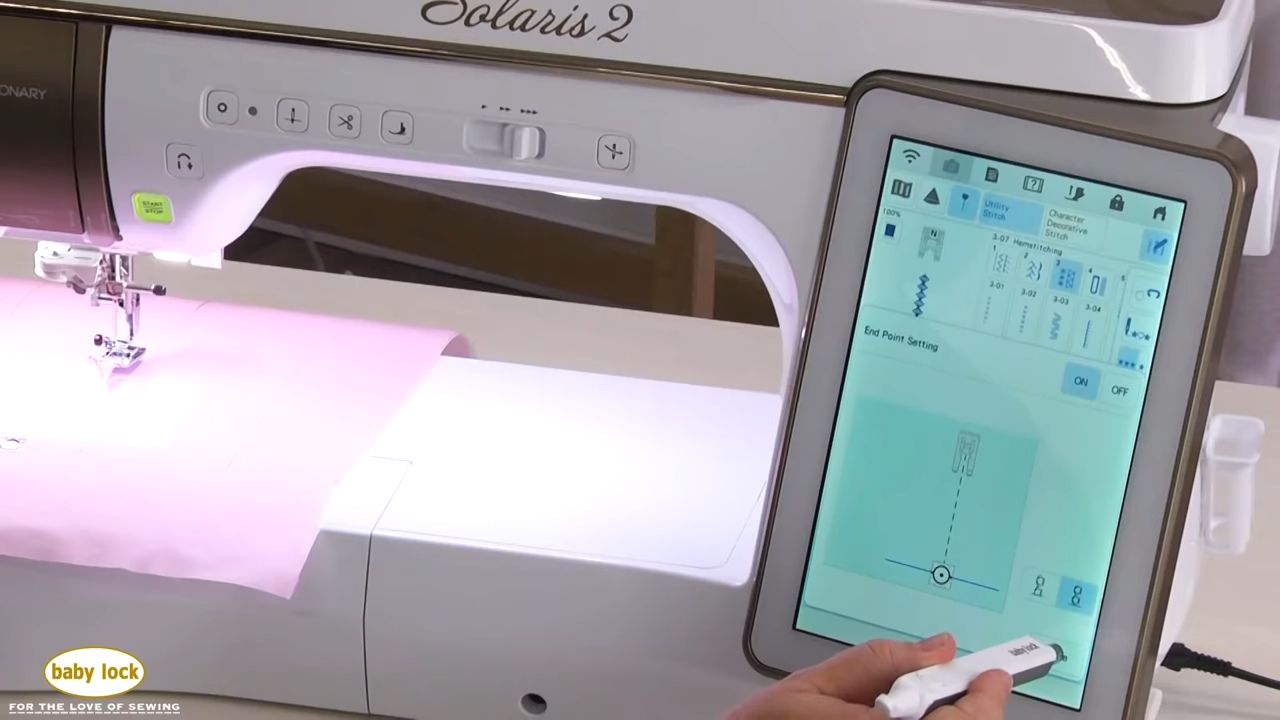 Solaris 2
ONARY
START
STOP
Utility
Stitch
Character
Decorative
Stitch
100%
N
3-07 Hemstitching
1
2
3
4
5
3-01
3-02
3-03
3-04
End Point Setting
ON
OFF
baby lock
baby lock
FOR THE LOVE OF SEWING